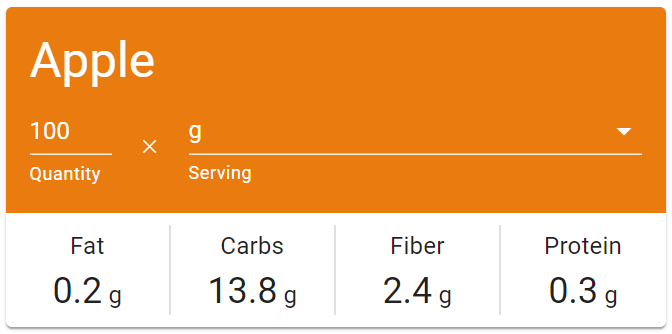 Apple
100 × g
Quantity Serving
Fat Carbs Fiber Protein
0.2 g 13.8 g 2.4 g 0.3 g